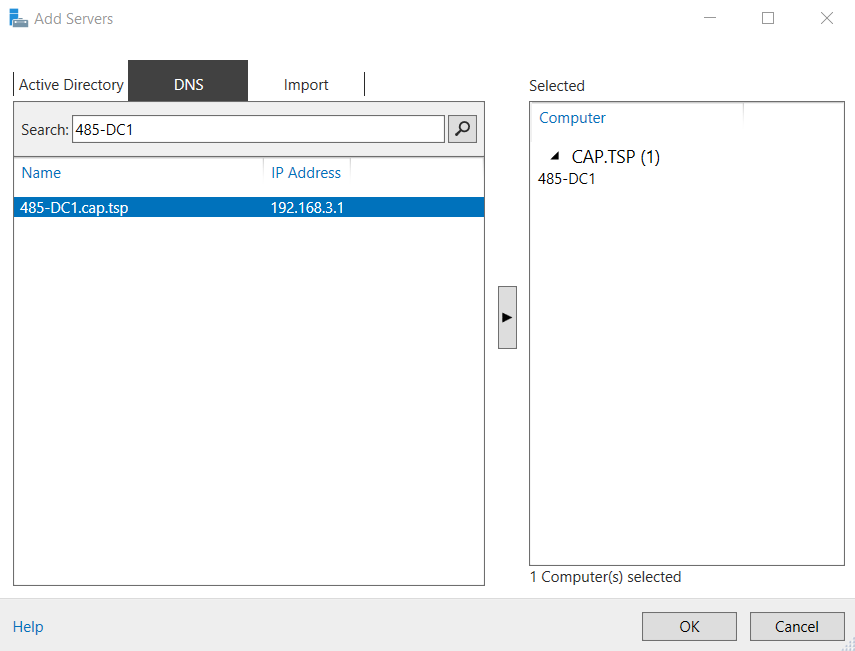 Add Servers
Active Directory DNS Import
Search: 485-DC1
Name IP Address
485-DC1.cap.tsp 192.168.3.1
Selected
Computer
CAP.TSP (1)
485-DC1
1 Computer(s) selected
Help OK Cancel